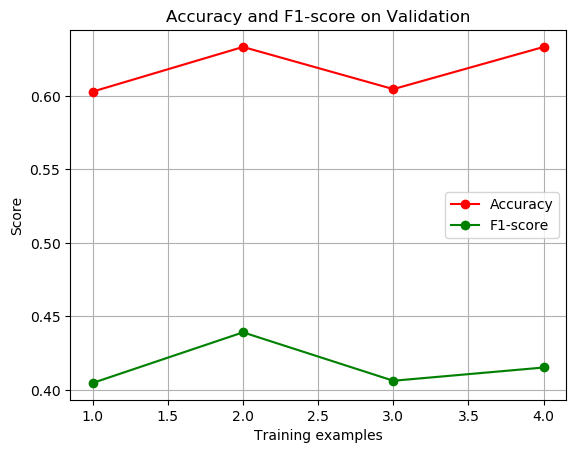 Accuracy and F1-score on Validation
Score
0.60
0.55
0.50
0.45
0.40
Accuracy
F1-score
1.0 1.5 2.0 2.5 3.0 3.5 4.0
Training examples